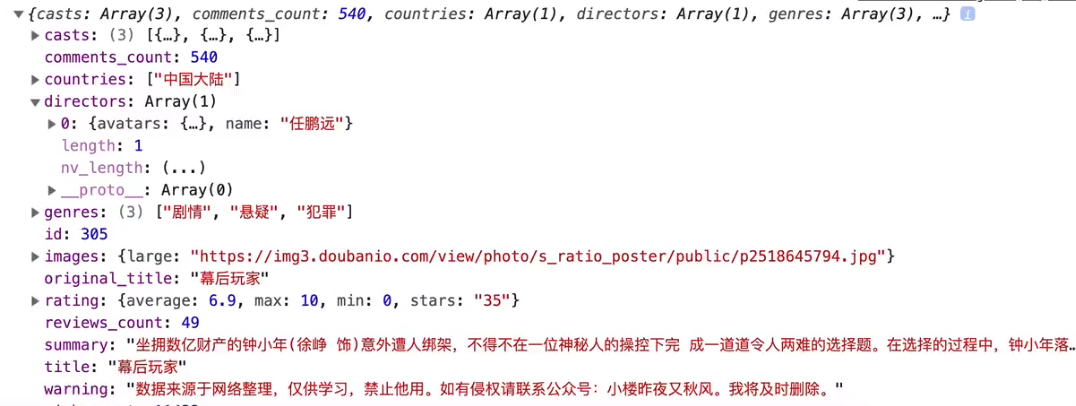 ▼{casts: Array(3), comments_count: 540, countries: Array(1), directors: Array(1), genres: Array(3), …} i
▶casts: (3) [{…}, {…}, {…}]
comments_count: 540
▶countries: ["中国大陆"]
▼directors: Array(1)
▶0: {avatars: {…}, name: "任鹏远"}
length: 1
nv_length: (...)
▶__proto__: Array(0)
▶genres: (3) ["剧情", "悬疑", "犯罪"]
id: 305
▶images: {large: "https://img3.doubanio.com/view/photo/s_ratio_poster/public/p2518645794.jpg"}
original_title: "幕后玩家"
▶rating: {average: 6.9, max: 10, min: 0, stars: "35"}
reviews_count: 49
summary: "坐拥数亿财产的钟小年(徐峥 饰)意外遭人绑架，不得不在一位神秘人的操控下完 成一道道令人两难的选择题。在选择的过程中，钟小年落…
title: "幕后玩家"
warning: "数据来源于网络整理，仅供学习，禁止他用。如有侵权请联系公众号：小楼昨夜又秋风。我将及时删除。"